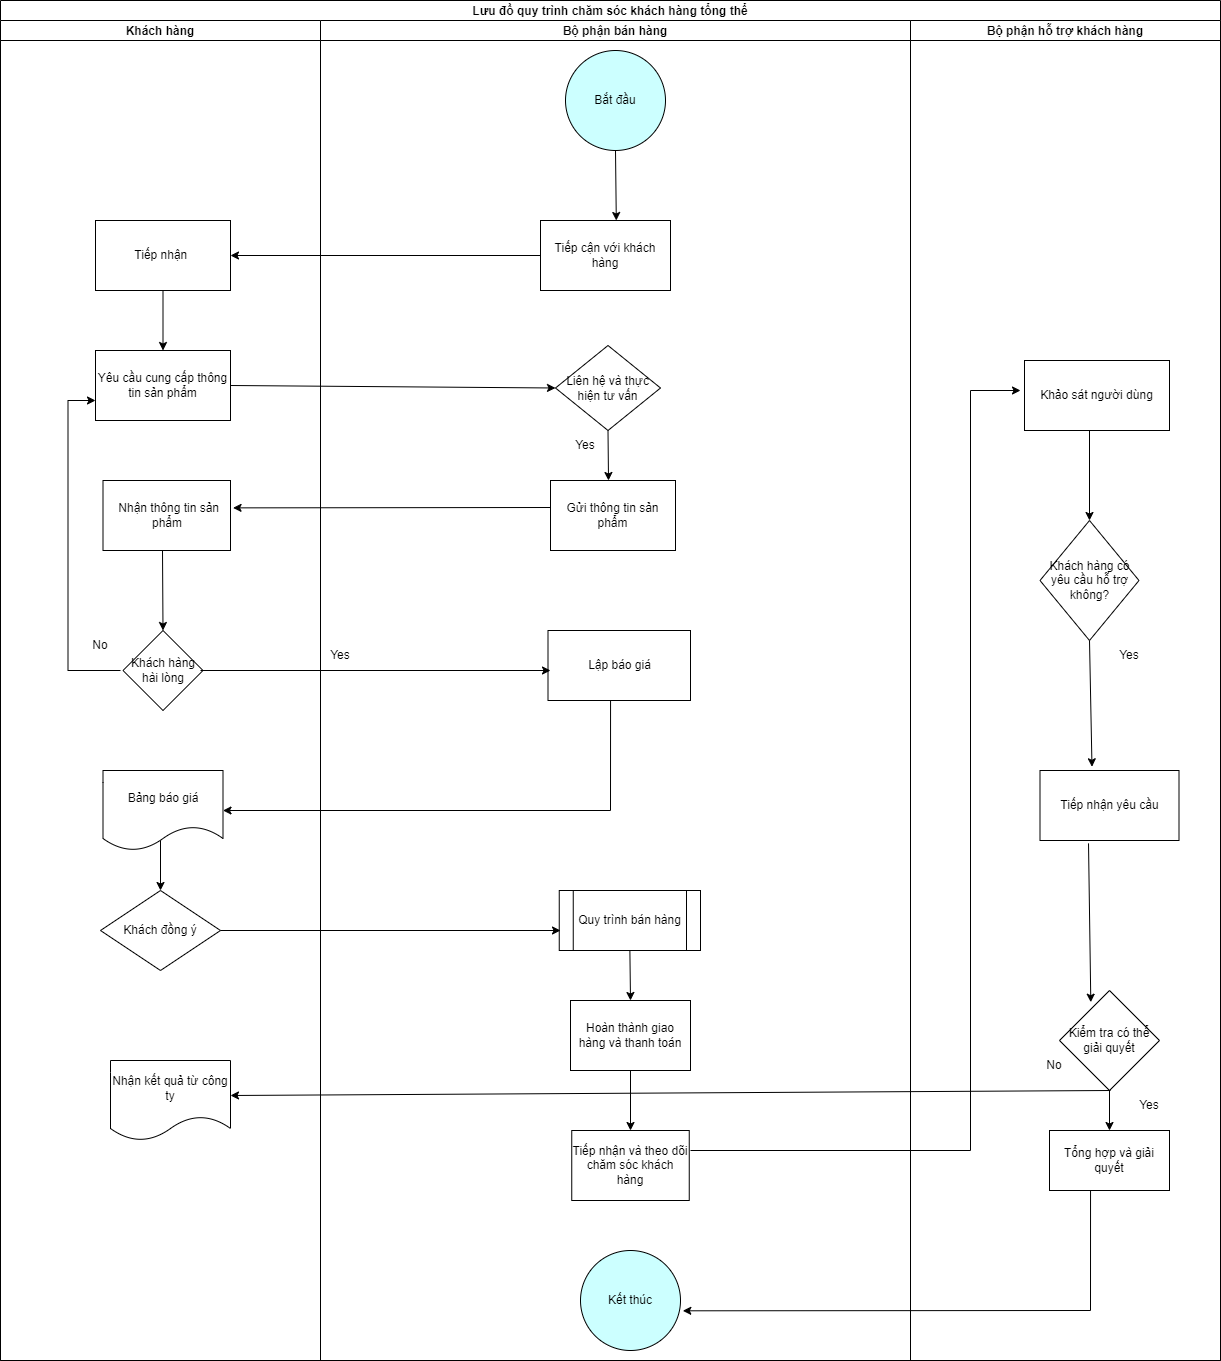 Lưu đồ quy trình chăm sóc khách hàng tổng thể
Khách hàng
Bộ phận bán hàng
Bộ phận hỗ trợ khách hàng
Bắt đầu
Tiếp nhận
Tiếp cận với khách
hàng
Yêu cầu cung cấp thông
tin sản phẩm
Liên hệ và thực
hiện tư vấn
Khảo sát người dùng
Yes
Nhận thông tin sản
phẩm
Gửi thông tin sản
phẩm
Khách hàng có
yêu cầu hỗ trợ
không?
No
Khách hàng
hải lòng
Yes
Lập báo giá
Yes
Bảng báo giá
Tiếp nhận yêu cầu
Khách đồng ý
Quy trình bán hàng
Hoàn thành giao
hàng và thanh toán
Kiểm tra có thể
giải quyết
No
Nhận kết quả từ công
ty
Yes
Tiếp nhận và theo dõi
chăm sóc khách
hàng
Tổng hợp và giải
quyết
Kết thúc